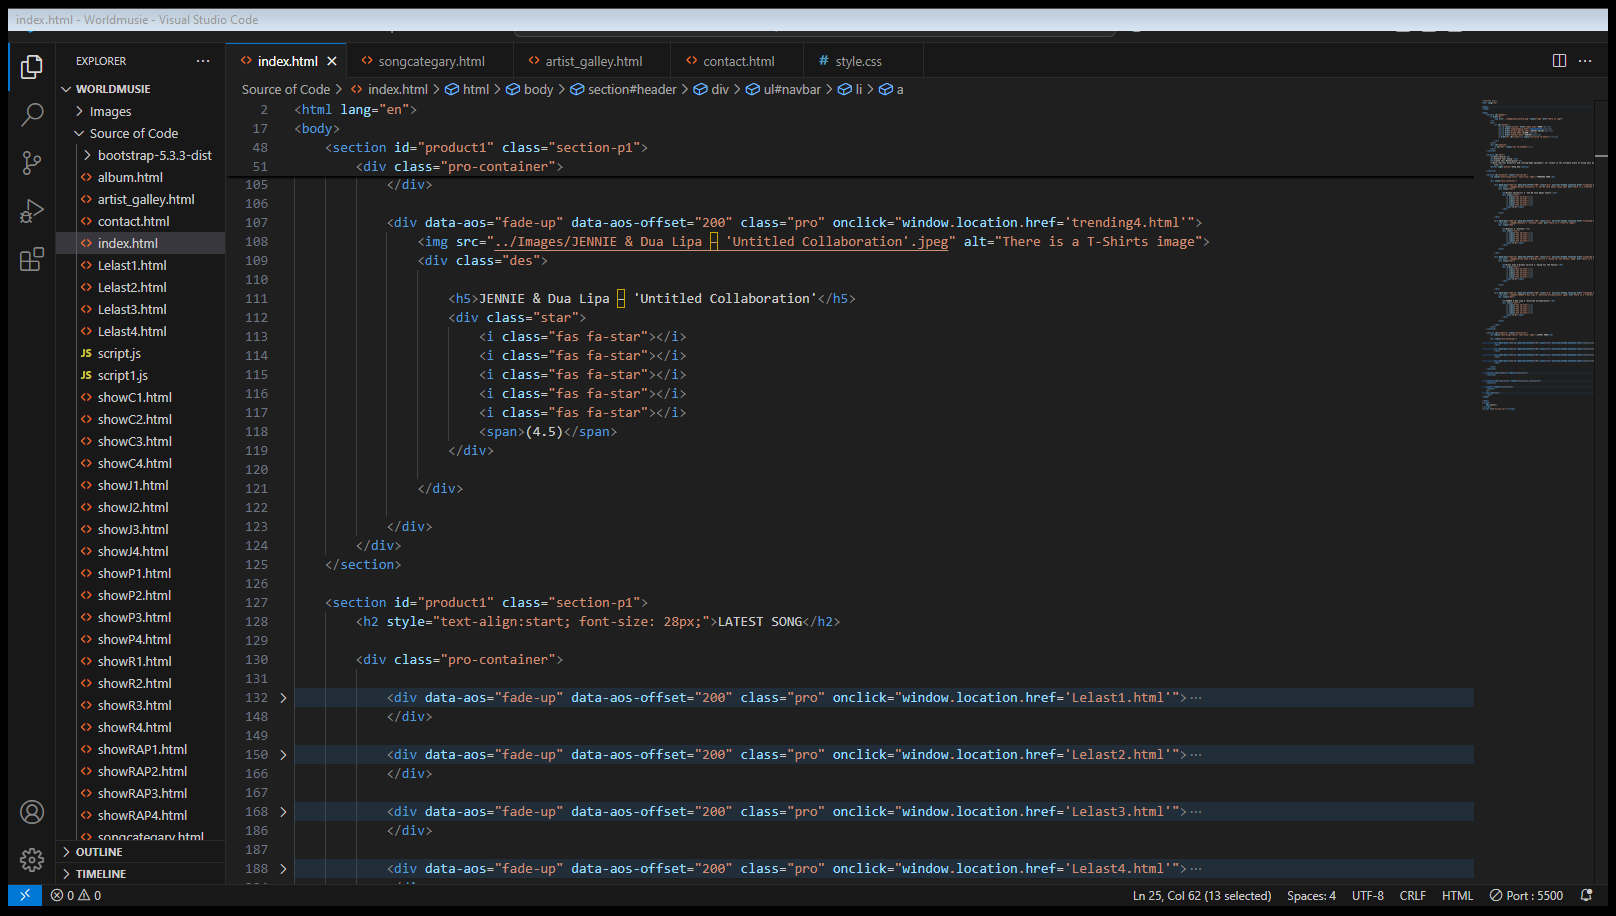 index.html - Worldmusie - Visual Studio Code
EXPLORER
WORLDMUSIE
Images
Source of Code
bootstrap-5.3.3-dist
album.html
artist_galley.html
contact.html
index.html
Lelast1.html
Lelast2.html
Lelast3.html
Lelast4.html
JS script.js
JS script1.js
showC1.html
showC2.html
showC3.html
showC4.html
showJ1.html
showJ2.html
showJ3.html
showJ4.html
showP1.html
showP2.html
showP3.html
showP4.html
showR1.html
showR2.html
showR3.html
showR4.html
showRAP1.html
showRAP2.html
showRAP3.html
showRAP4.html
songcategary.html
OUTLINE
TIMELINE
index.html songcategary.html artist_galley.html contact.html # style.css
Source of Code > index.html > html > body > section#header > div > ul#navbar > li > a
2 <html lang="en">
17 <body>
48 <section id="product1" class="section-p1">
51 <div class="pro-container">
105 </div>
106
107 <div data-aos="fade-up" data-aos-offset="200" class="pro" onclick="window.location.href='trending4.html'">
108 <img src="../Images/JENNIE & Dua Lipa – 'Untitled Collaboration'.jpeg" alt="There is a T-Shirts image">
109 <div class="des">
110
111 <h5>JENNIE & Dua Lipa – 'Untitled Collaboration'</h5>
112 <div class="star">
113 <i class="fas fa-star"></i>
114 <i class="fas fa-star"></i>
115 <i class="fas fa-star"></i>
116 <i class="fas fa-star"></i>
117 <i class="fas fa-star"></i>
118 <span>(4.5)</span>
119 </div>
120
121 </div>
122
123 </div>
124 </div>
125 </section>
126
127 <section id="product1" class="section-p1">
128 <h2 style="text-align:start; font-size: 28px;">LATEST SONG</h2>
129
130 <div class="pro-container">
131
132 <div data-aos="fade-up" data-aos-offset="200" class="pro" onclick="window.location.href='Lelast1.html'">…
148 </div>
149
150 <div data-aos="fade-up" data-aos-offset="200" class="pro" onclick="window.location.href='Lelast2.html'">…
166 </div>
167
168 <div data-aos="fade-up" data-aos-offset="200" class="pro" onclick="window.location.href='Lelast3.html'">…
186 </div>
187
188 <div data-aos="fade-up" data-aos-offset="200" class="pro" onclick="window.location.href='Lelast4.html'">…
0 0 Ln 25, Col 62 (13 selected) Spaces: 4 UTF-8 CRLF HTML Port : 5500